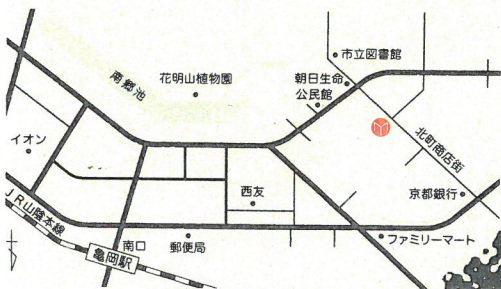 市立図書館
南郷池
花明山植物園
朝日生命
公民館
北町商店街
イオン
西友
京都銀行
JR山陰本線
南口
郵便局
ファミリーマート
亀岡駅